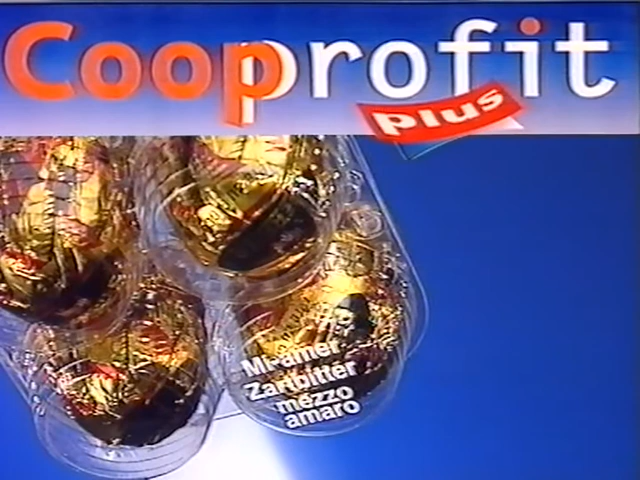 Cooprofit
Plus
Mi-amer
Zartbitter
mezzo
amaro